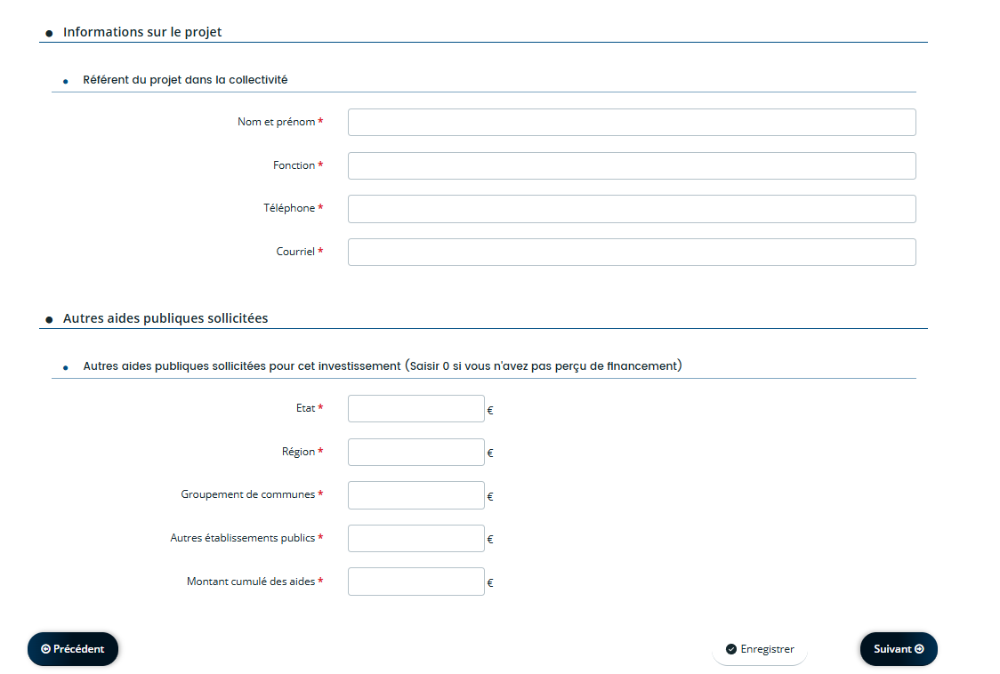 Informations sur le projet
Référent du projet dans la collectivité
Nom et prénom *
Fonction *
Téléphone *
Courriel *
Autres aides publiques sollicitées
Autres aides publiques sollicitées pour cet investissement (Saisir 0 si vous n'avez pas perçu de financement)
Etat * €
Région * €
Groupement de communes * €
Autres établissements publics * €
Montant cumulé des aides * €
Précédent Enregistrer Suivant